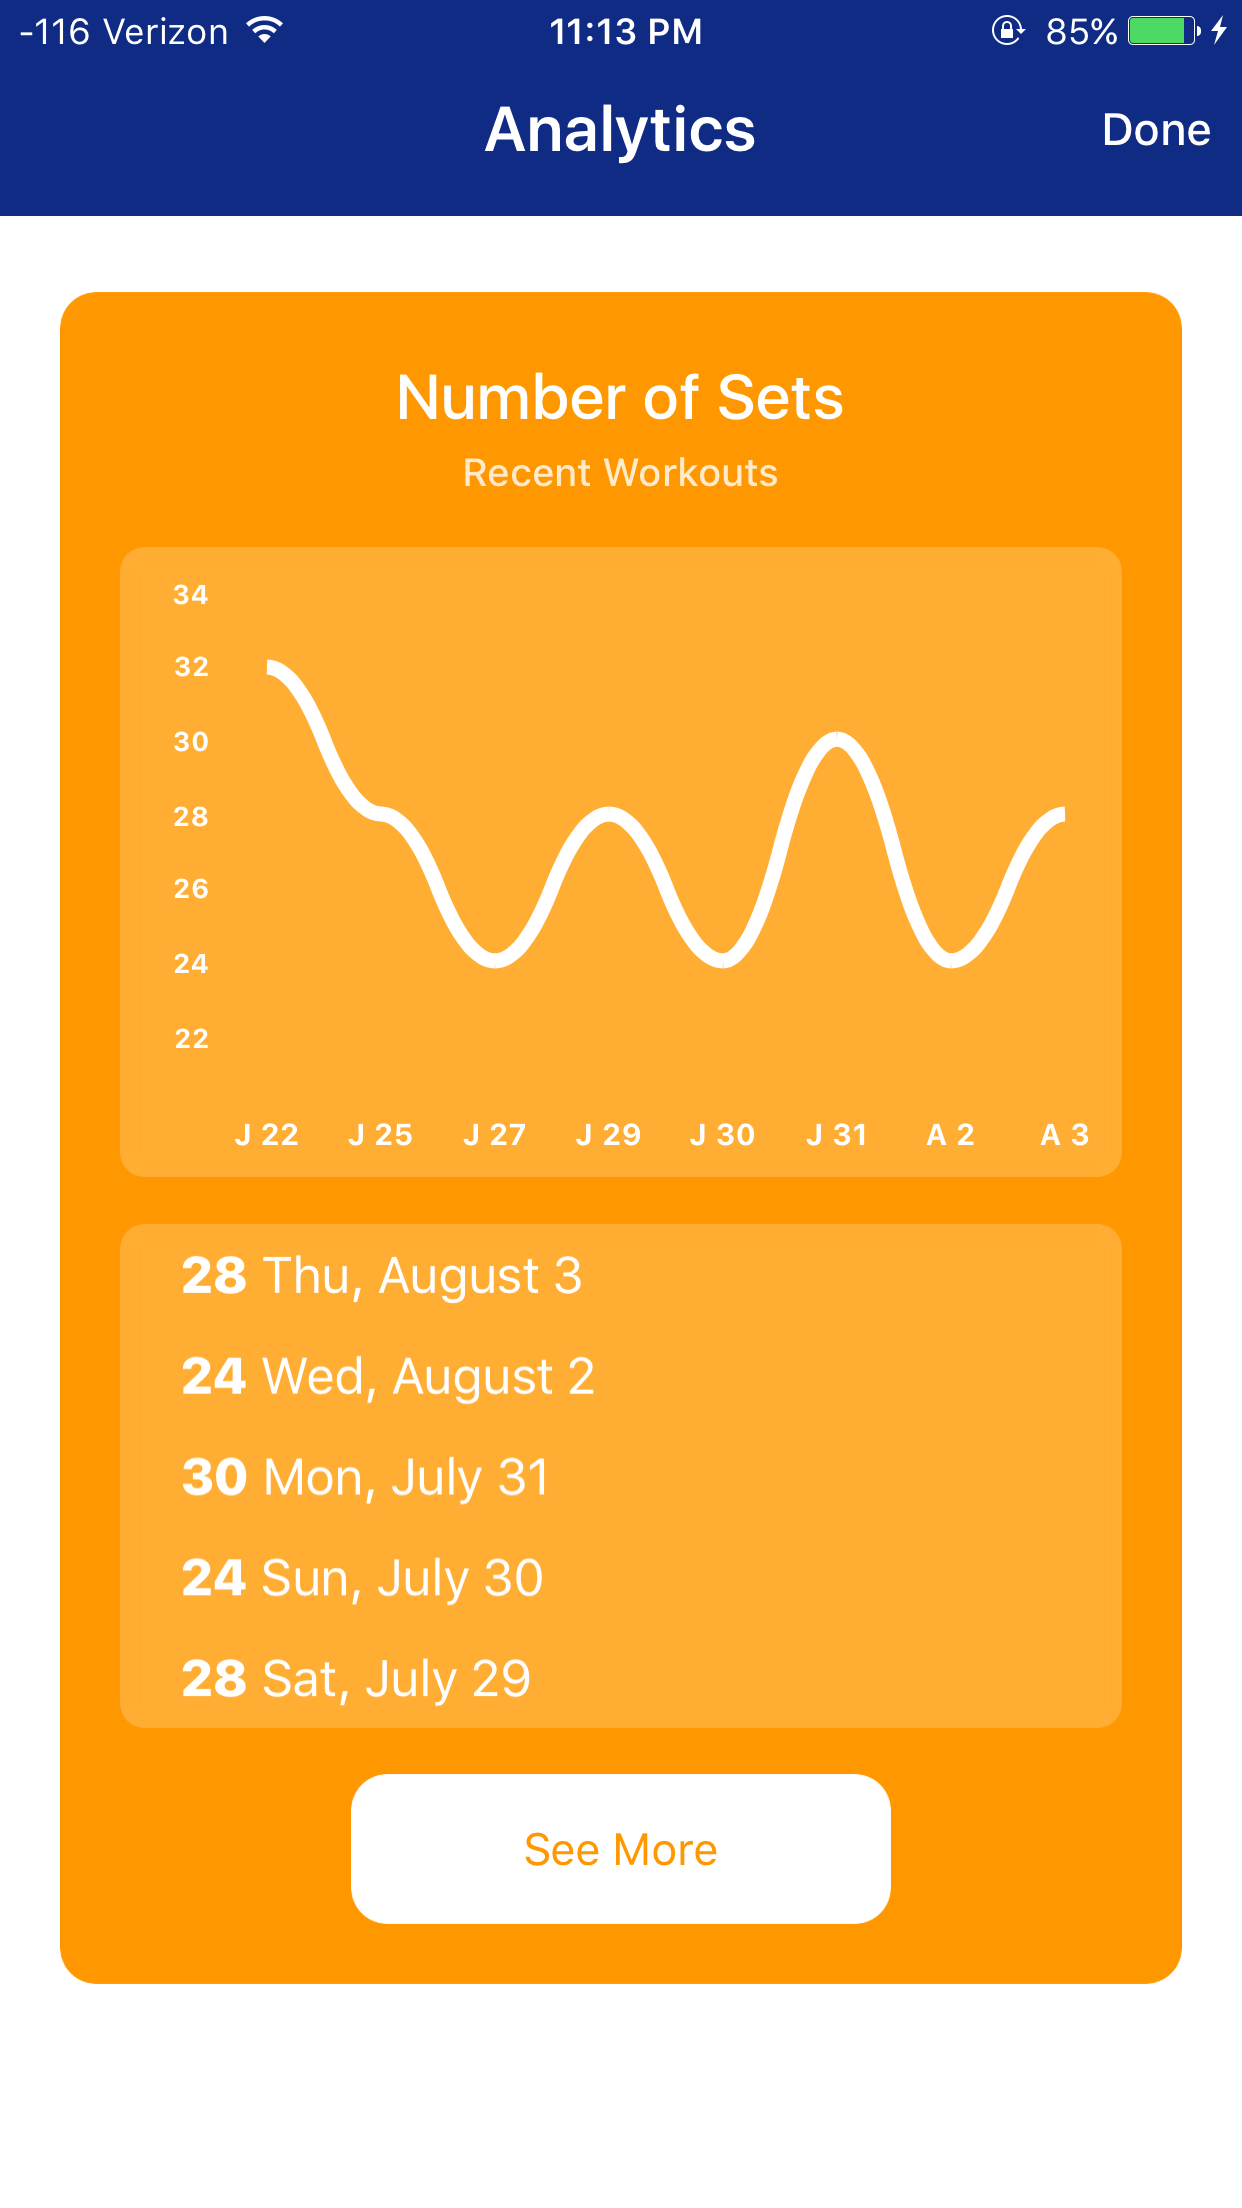 -116 Verizon 11:13 PM 85%
Analytics Done
Number of Sets
Recent Workouts
34
32
30
28
26
24
22
J 22 J 25 J 27 J 29 J 30 J 31 A 2 A 3
28 Thu, August 3
24 Wed, August 2
30 Mon, July 31
24 Sun, July 30
28 Sat, July 29
See More